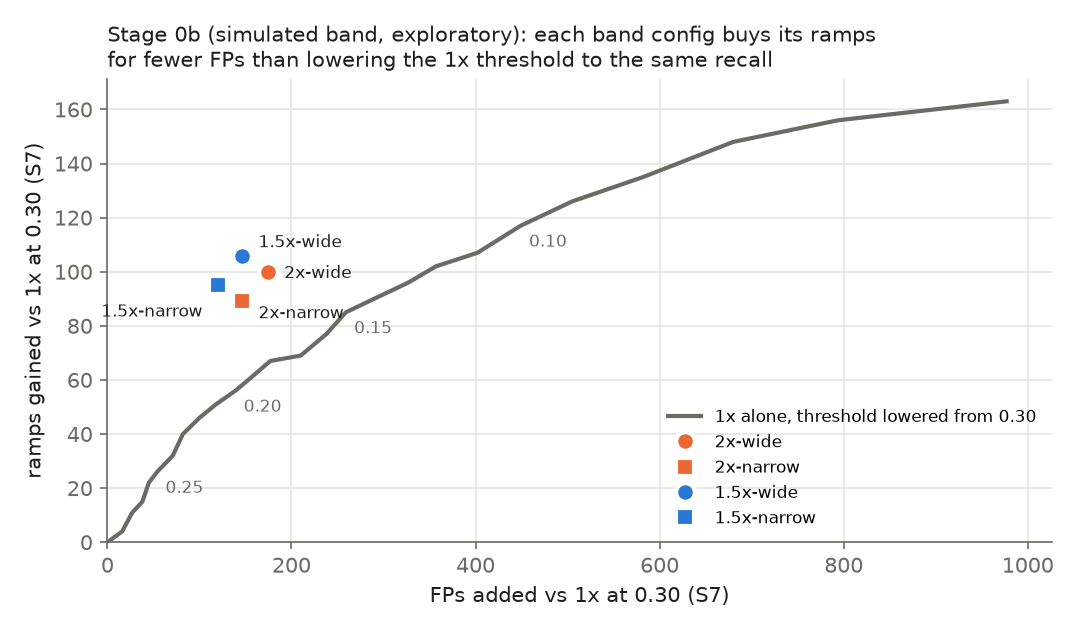 Stage 0b (simulated band, exploratory): each band config buys its ramps
for fewer FPs than lowering the 1x threshold to the same recall
ramps gained vs 1x at 0.30 (S7)
160
140
120
100
80
60
40
20
0
1.5x-wide
2x-wide
1.5x-narrow
2x-narrow
0.10
0.15
0.20
0.25
1x alone, threshold lowered from 0.30
2x-wide
2x-narrow
1.5x-wide
1.5x-narrow
0
200
400
600
800
1000
FPs added vs 1x at 0.30 (S7)